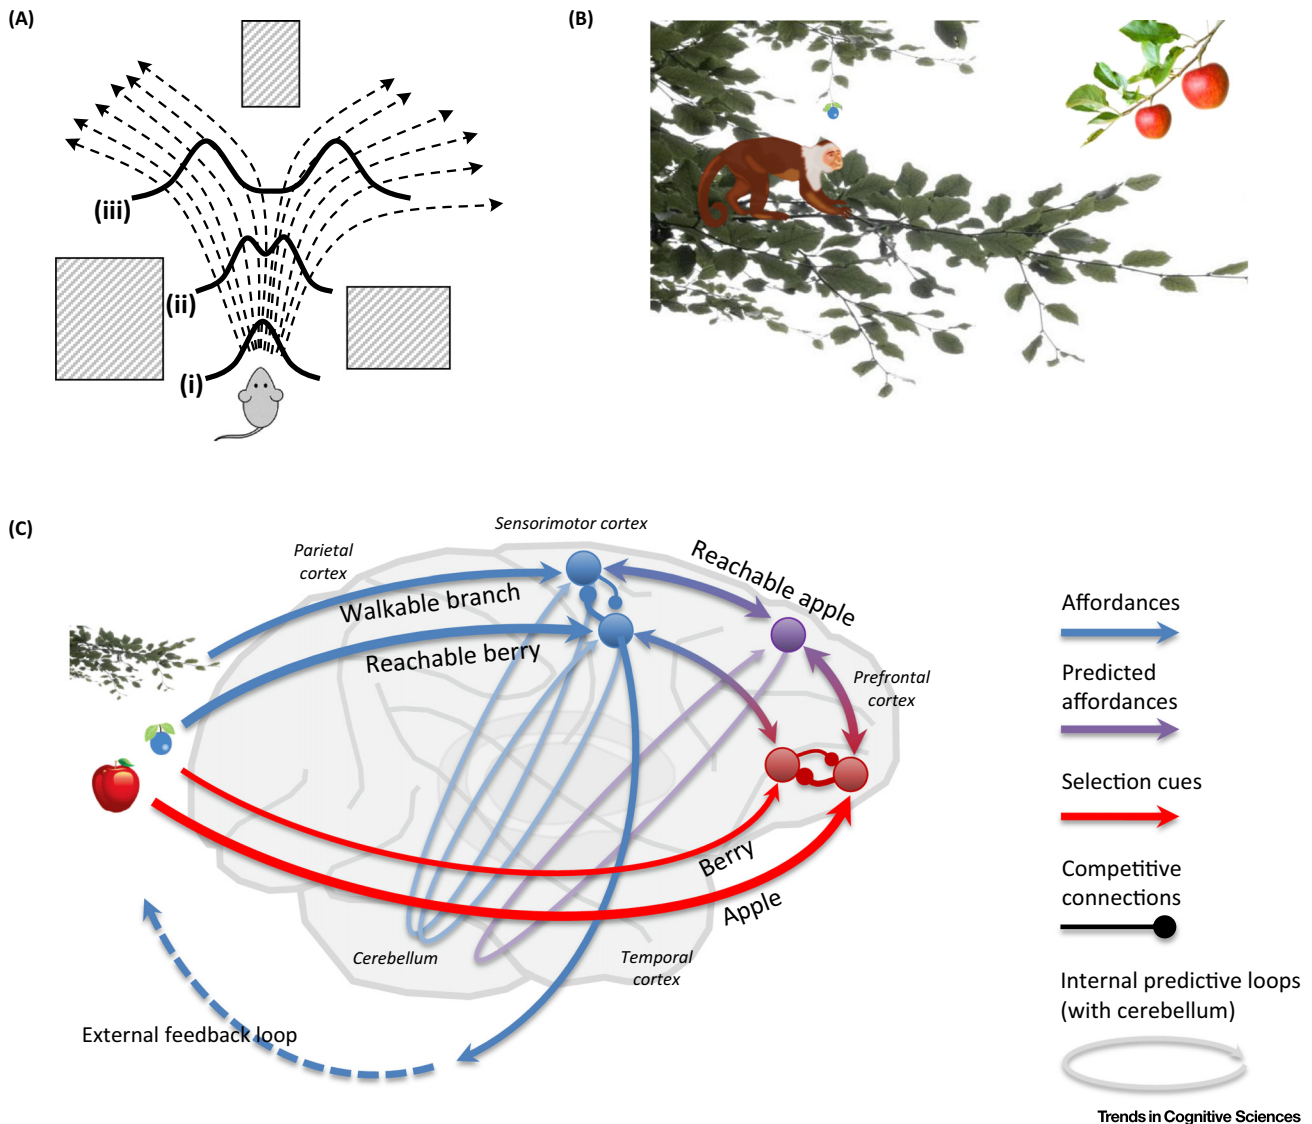 (A)
(iii)
(ii)
(i)
(B)
(C)
Sensorimotor cortex
Parietal
cortex
Walkable branch
Reachable berry
Reachable apple
Prefrontal
cortex
Berry
Apple
Cerebellum
Temporal
cortex
External feedback loop
Affordances
Predicted
affordances
Selection cues
Competitive
connections
Internal predictive loops
(with cerebellum)
Trends in Cognitive Sciences